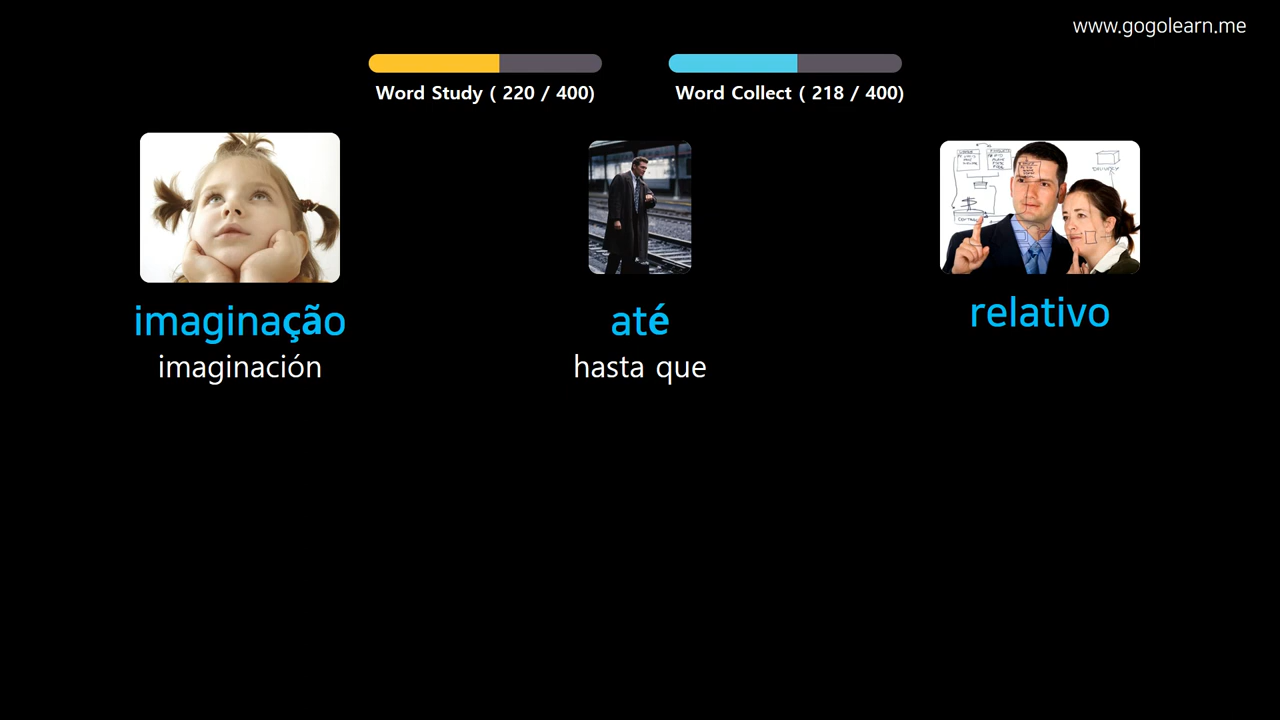 www.gogolearn.me
Word Study ( 220 / 400)
Word Collect ( 218 / 400)
imaginação
imaginación
até
hasta que
relativo